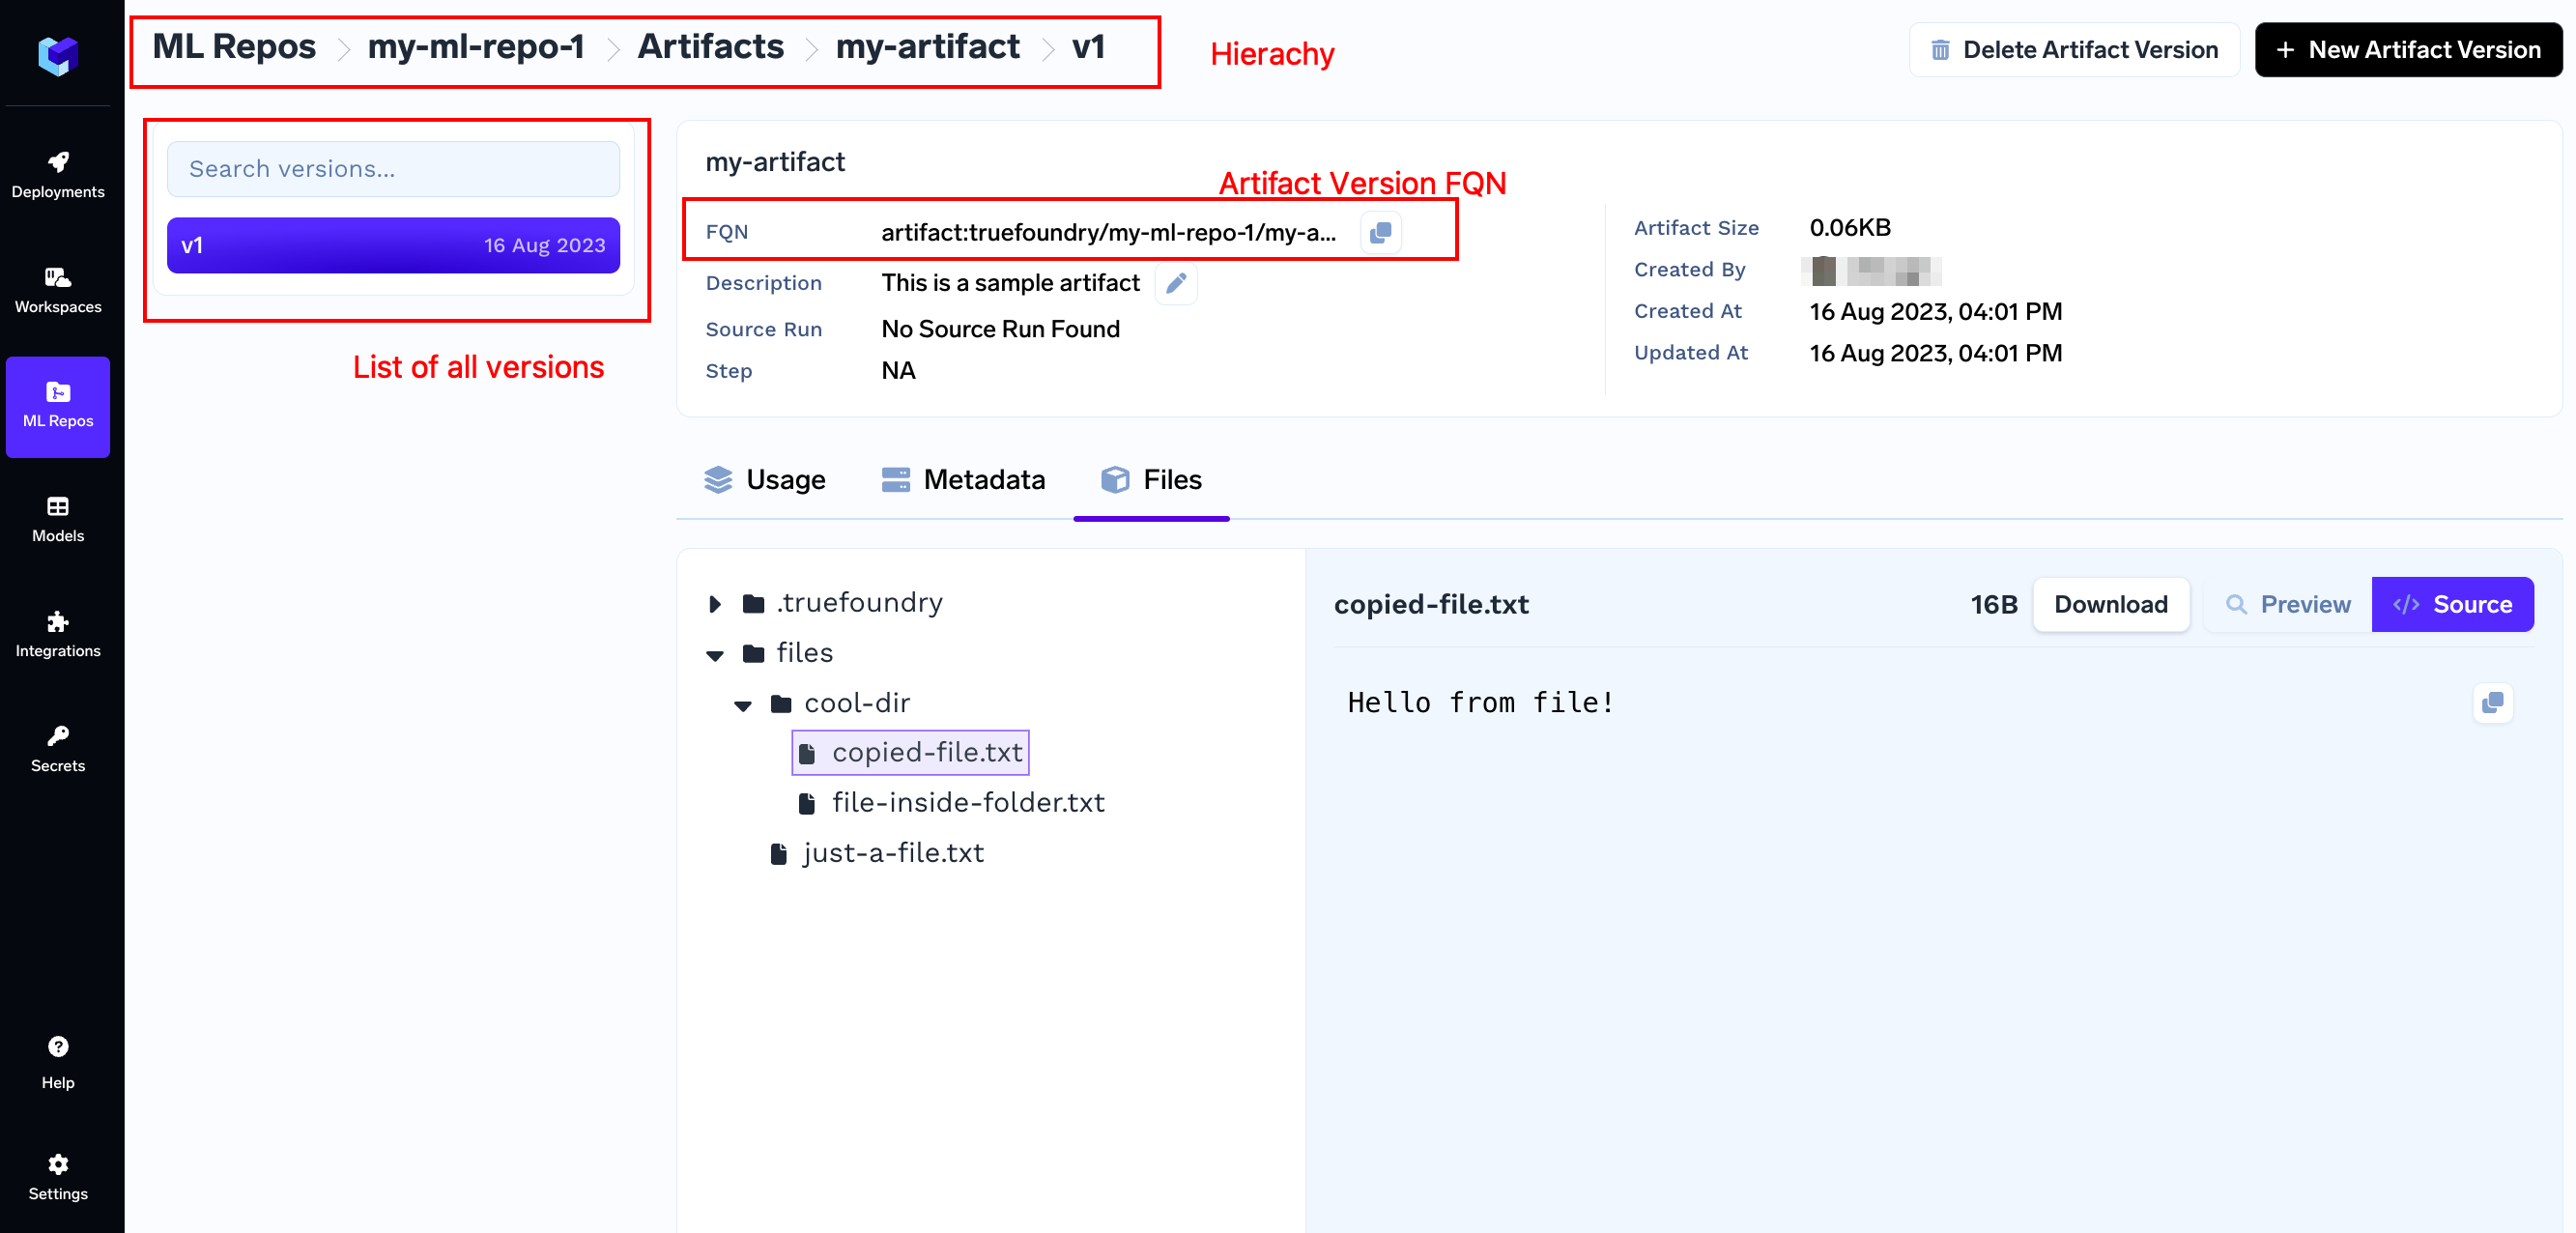 ML Repos > my-ml-repo-1 > Artifacts > my-artifact > v1
Hierachy
Delete Artifact Version
+ New Artifact Version
Deployments
Workspaces
ML Repos
Models
Integrations
Secrets
Help
Settings
Search versions...
v1 16 Aug 2023
List of all versions
my-artifact
Artifact Version FQN
FQN artifact:truefoundry/my-ml-repo-1/my-a...
Description This is a sample artifact
Source Run No Source Run Found
Step NA
Artifact Size 0.06KB
Created By
Created At 16 Aug 2023, 04:01 PM
Updated At 16 Aug 2023, 04:01 PM
Usage Metadata Files
.truefoundry
files
cool-dir
copied-file.txt
file-inside-folder.txt
just-a-file.txt
copied-file.txt 16B Download Preview </> Source
Hello from file!